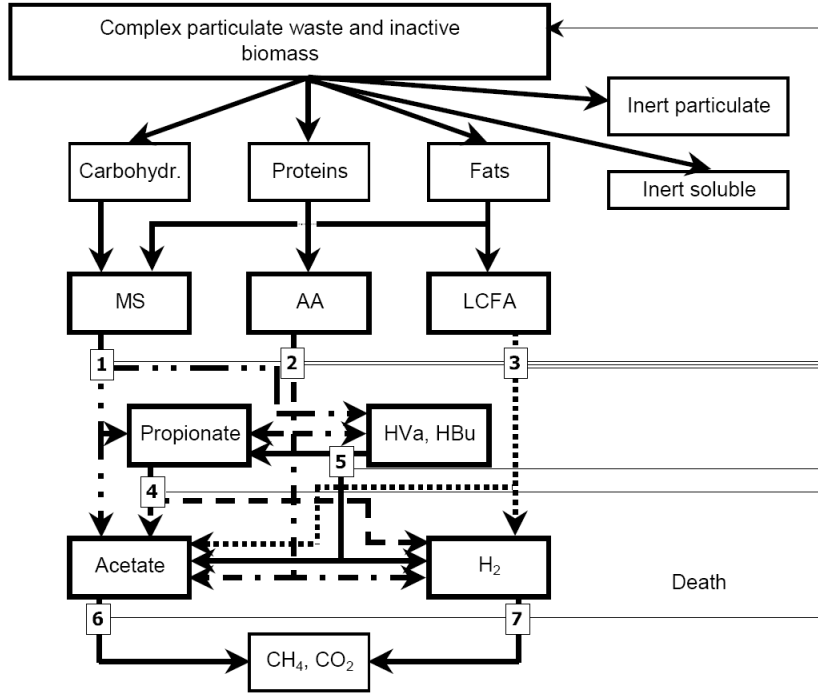 Complex particulate waste and inactive
biomass
Inert particulate
Carbohydr.
Proteins
Fats
Inert soluble
MS
AA
LCFA
1
2
3
Propionate
HVa, HBu
5
4
Acetate
H₂
Death
6
7
CH₄, CO₂